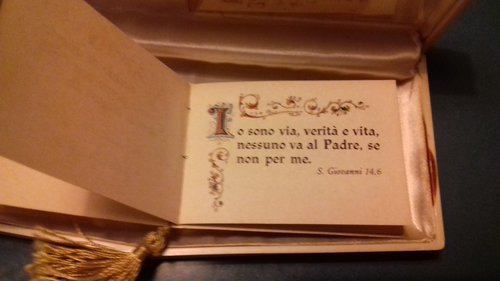 Io sono via, verità e vita,
nessuno va al Padre, se
non per me.
S. Giovanni 14,6